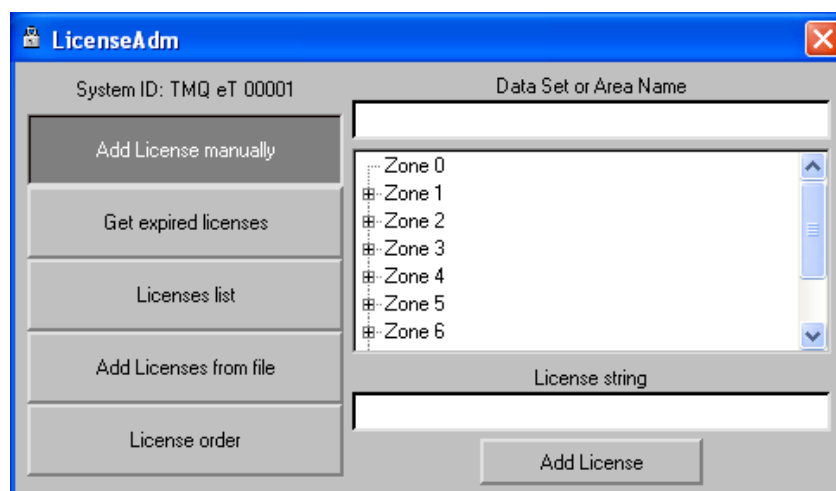 LicenseAdm
System ID: TMQ eT 00001
Add License manually
Get expired licenses
Licenses list
Add Licenses from file
License order
Data Set or Area Name
Zone 0
Zone 1
Zone 2
Zone 3
Zone 4
Zone 5
Zone 6
License string
Add License